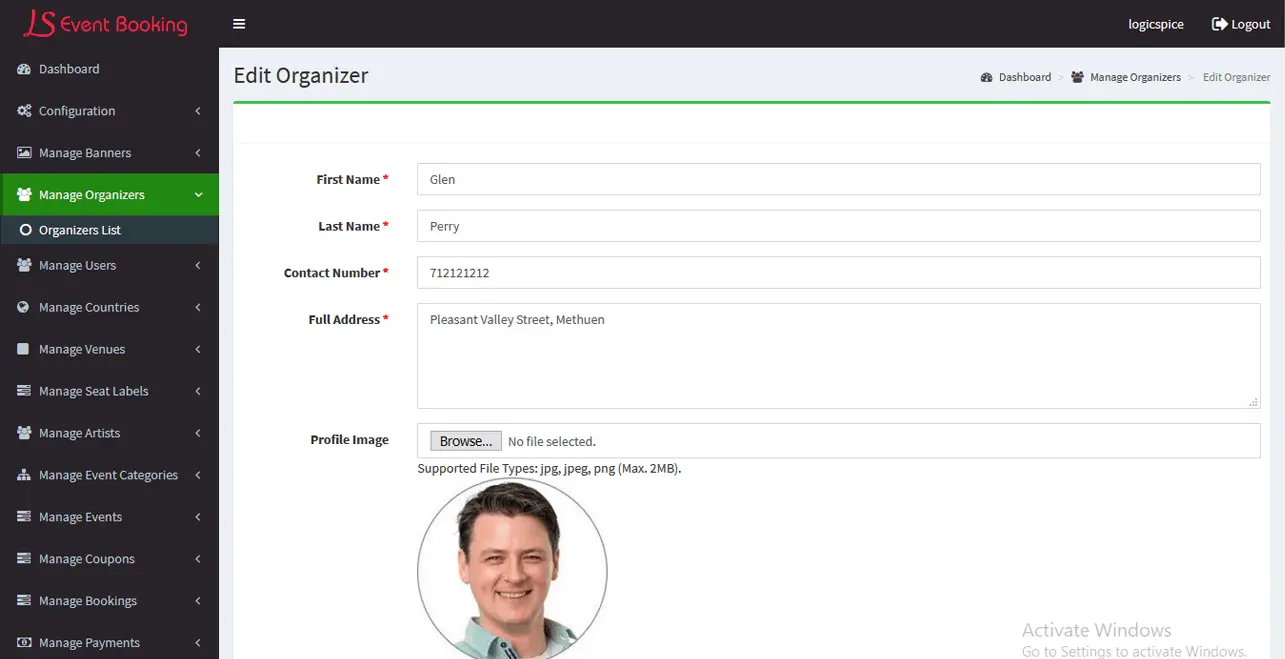 LS Event Booking
logicspice
Logout
Dashboard
Configuration
Manage Banners
Manage Organizers
Organizers List
Manage Users
Manage Countries
Manage Venues
Manage Seat Labels
Manage Artists
Manage Event Categories
Manage Events
Manage Coupons
Manage Bookings
Manage Payments
Edit Organizer
Dashboard > Manage Organizers > Edit Organizer
First Name * Glen
Last Name * Perry
Contact Number * 712121212
Full Address * Pleasant Valley Street, Methuen
Profile Image Browse... No file selected.
Supported File Types: jpg, jpeg, png (Max. 2MB).
Activate Windows
Go to Settings to activate Windows.